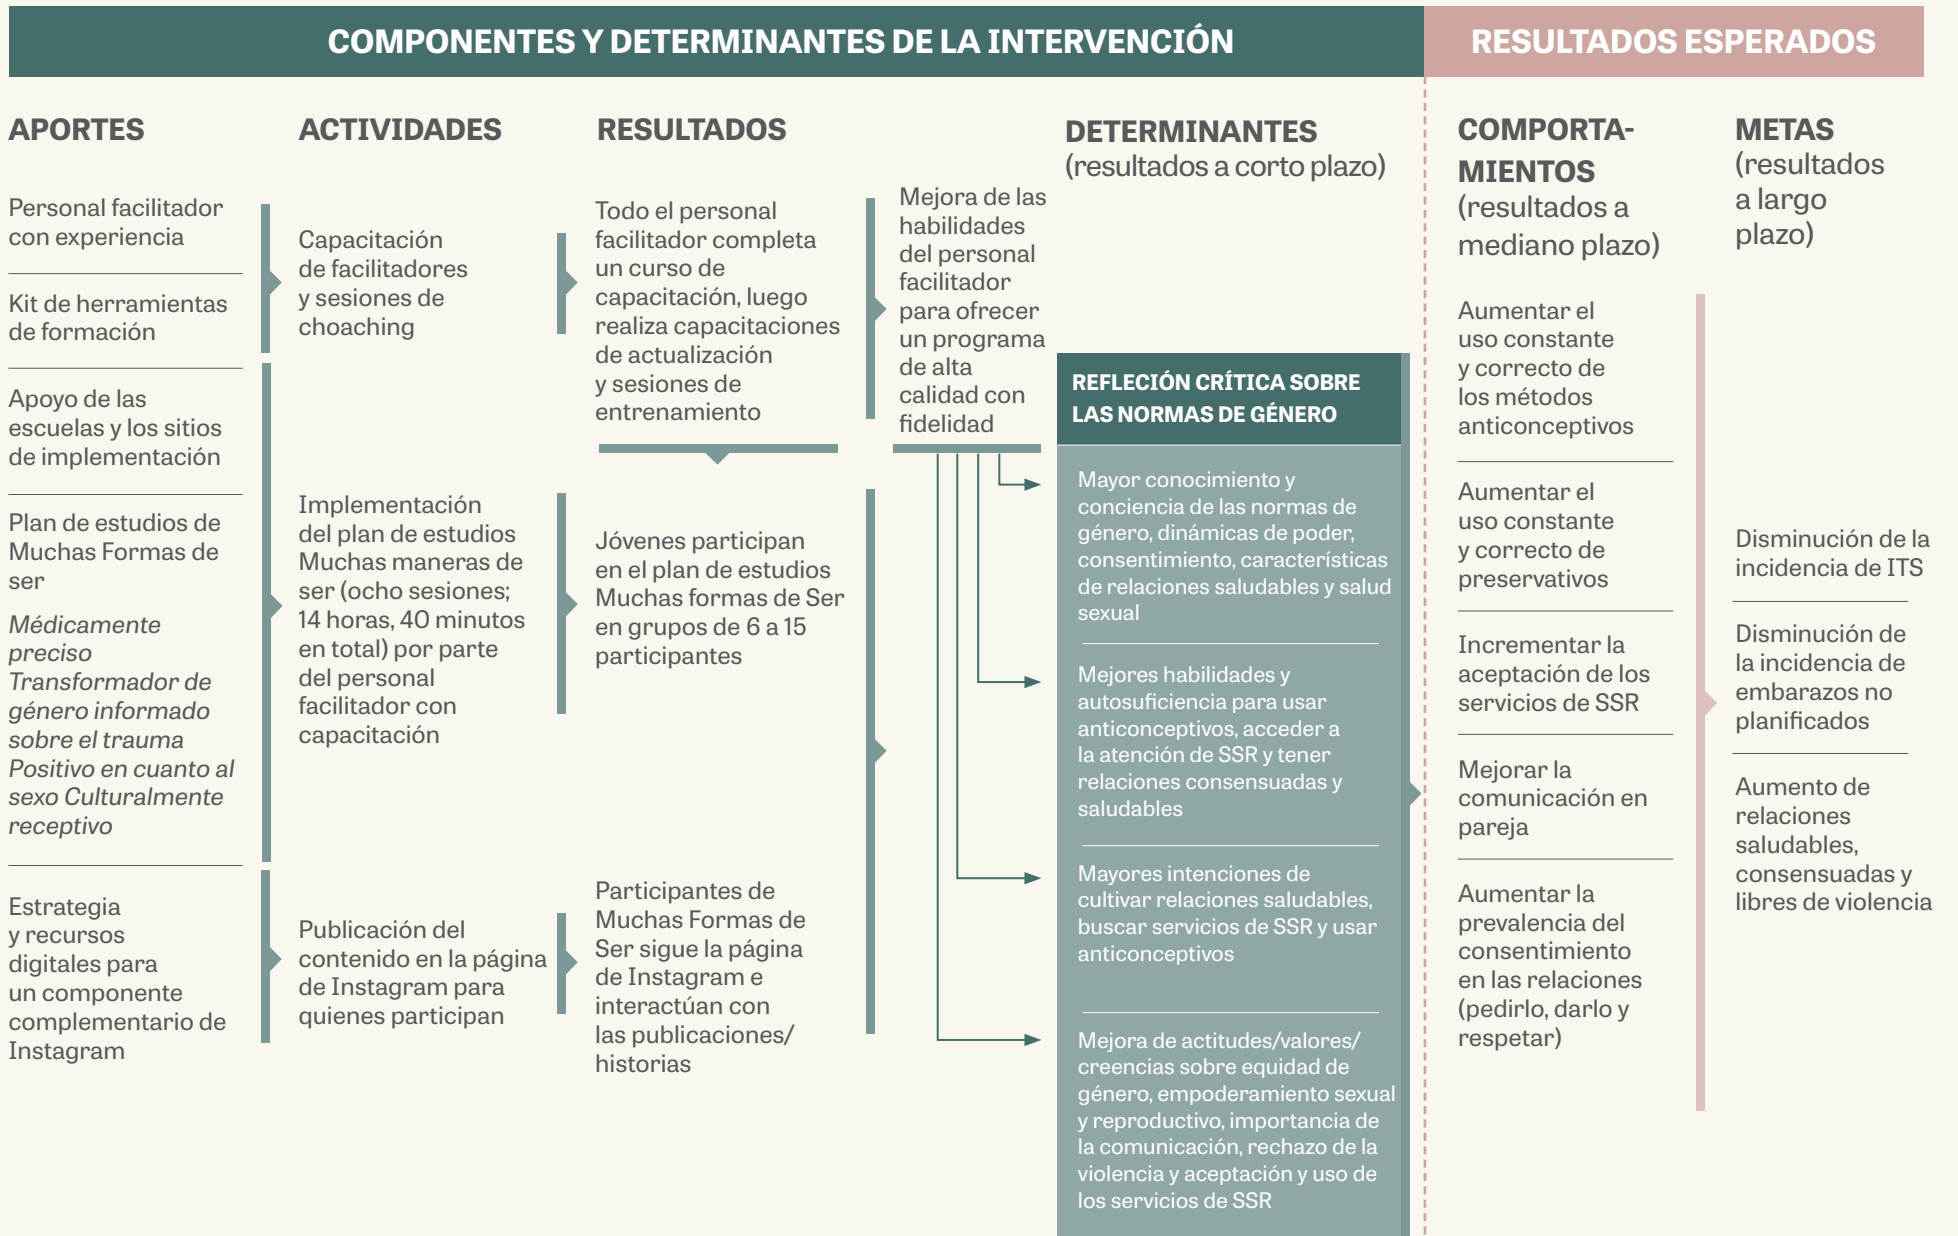 COMPONENTES Y DETERMINANTES DE LA INTERVENCIÓN
RESULTADOS ESPERADOS
APORTES
Personal facilitador
con experiencia
Kit de herramientas
de formación
Apoyo de las
escuelas y los sitios
de implementación
Plan de estudios de
Muchas Formas de
ser
Médicamente
preciso
Transformador de
género informado
sobre el trauma
Positivo en cuanto al
sexo Culturalmente
receptivo
Estrategia
y recursos
digitales para
un componente
complementario de
Instagram
ACTIVIDADES
Capacitación
de facilitadores
y sesiones de
choaching
Implementación
del plan de estudios
Muchas maneras de
ser (ocho sesiones;
14 horas, 40 minutos
en total) por parte
del personal
facilitador con
capacitación
Publicación del
contenido en la página
de Instagram para
quienes participan
RESULTADOS
Todo el personal
facilitador completa
un curso de
capacitación, luego
realiza capacitaciones
de actualización
y sesiones de
entrenamiento
Jóvenes participan
en el plan de estudios
Muchas formas de Ser
en grupos de 6 a 15
participantes
Participantes de
Muchas Formas de
Ser sigue la página
de Instagram e
interactúan con
las publicaciones/
historias
Mejora de las
habilidades
del personal
facilitador
para ofrecer
un programa
de alta
calidad con
fidelidad
DETERMINANTES
(resultados a corto plazo)
REFLECIÓN CRÍTICA SOBRE
LAS NORMAS DE GÉNERO
Mayor conocimiento y
conciencia de las normas de
género, dinámicas de poder,
consentimiento, características
de relaciones saludables y salud
sexual
Mejores habilidades y
autosuficiencia para usar
anticonceptivos, acceder a
la atención de SSR y tener
relaciones consensuadas y
saludables
Mayores intenciones de
cultivar relaciones saludables,
buscar servicios de SSR y usar
anticonceptivos
Mejora de actitudes/valores/
creencias sobre equidad de
género, empoderamiento sexual
y reproductivo, importancia de
la comunicación, rechazo de la
violencia y aceptación y uso de
los servicios de SSR
COMPORTA-
MIENTOS
(resultados a
mediano plazo)
Aumentar el
uso constante
y correcto de
los métodos
anticonceptivos
Aumentar el
uso constante
y correcto de
preservativos
Incrementar la
aceptación de los
servicios de SSR
Mejorar la
comunicación en
pareja
Aumentar la
prevalencia del
consentimiento
en las relaciones
(pedirlo, darlo y
respetar)
METAS
(resultados
a largo
plazo)
Disminución de la
incidencia de ITS
Disminución de
la incidencia de
embarazos no
planificados
Aumento de
relaciones
saludables,
consensuadas y
libres de violencia